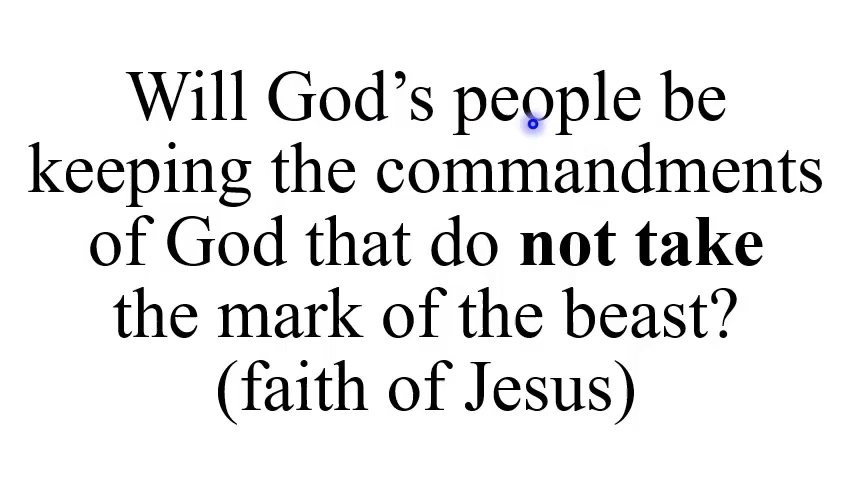 Will God’s people be
keeping the commandments
of God that do not take
the mark of the beast?
(faith of Jesus)